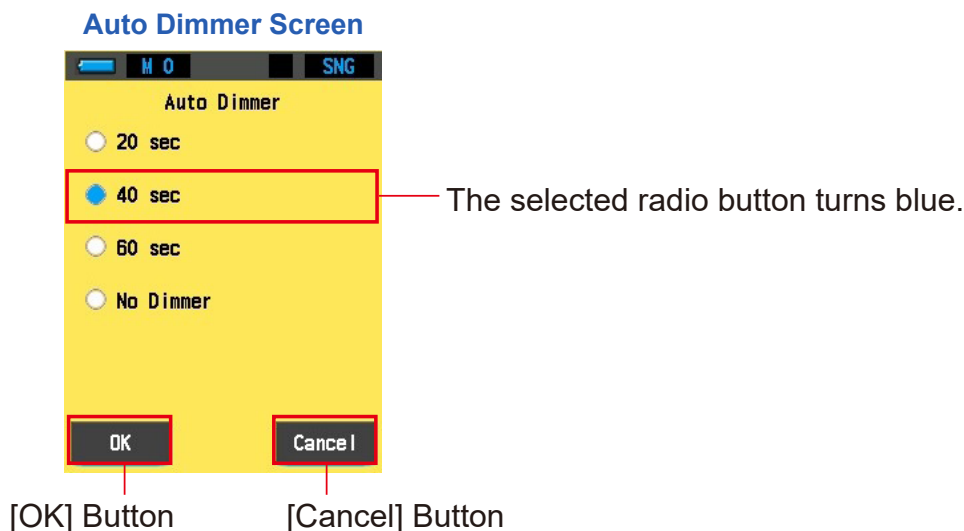 Auto Dimmer Screen
M 0 SNG
Auto Dimmer
20 sec
40 sec
The selected radio button turns blue.
60 sec
No Dimmer
OK Cancel
[OK] Button [Cancel] Button